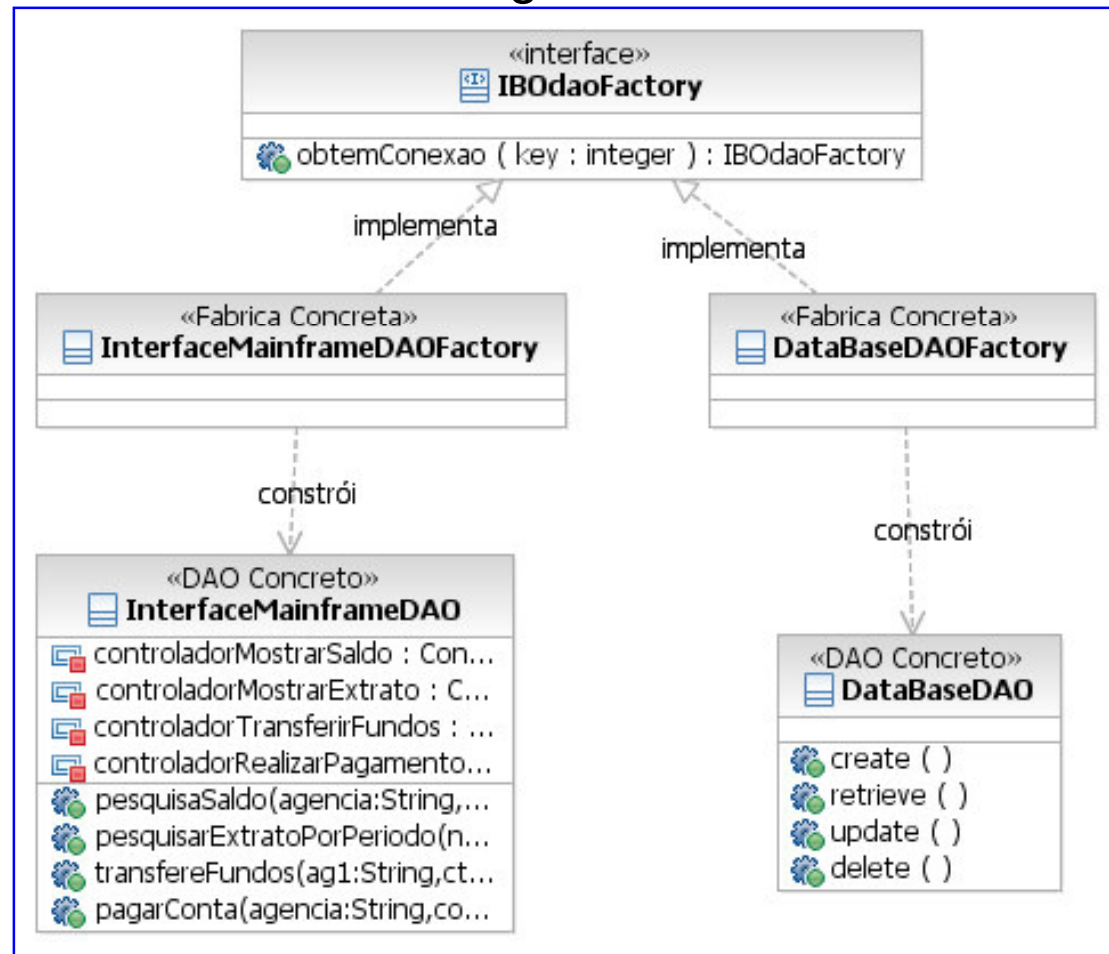 «interface»
IBOdaoFactory
obtemConexao ( key : integer ) : IBOdaoFactory
implementa
implementa
«Fabrica Concreta»
InterfaceMainframeDAOFactory
«Fabrica Concreta»
DataBaseDAOFactory
constrói
constrói
«DAO Concreto»
InterfaceMainframeDAO
controladorMostrarSaldo : Con...
controladorMostrarExtrato : C...
controladorTransferirFundos : ...
controladorRealizarPagamento...
pesquisaSaldo(agencia:String,...
pesquisarExtratoPorPeriodo(n...
transfereFundos(ag1:String,ct...
pagarConta(agencia:String,co...
«DAO Concreto»
DataBaseDAO
create ( )
retrieve ( )
update ( )
delete ( )